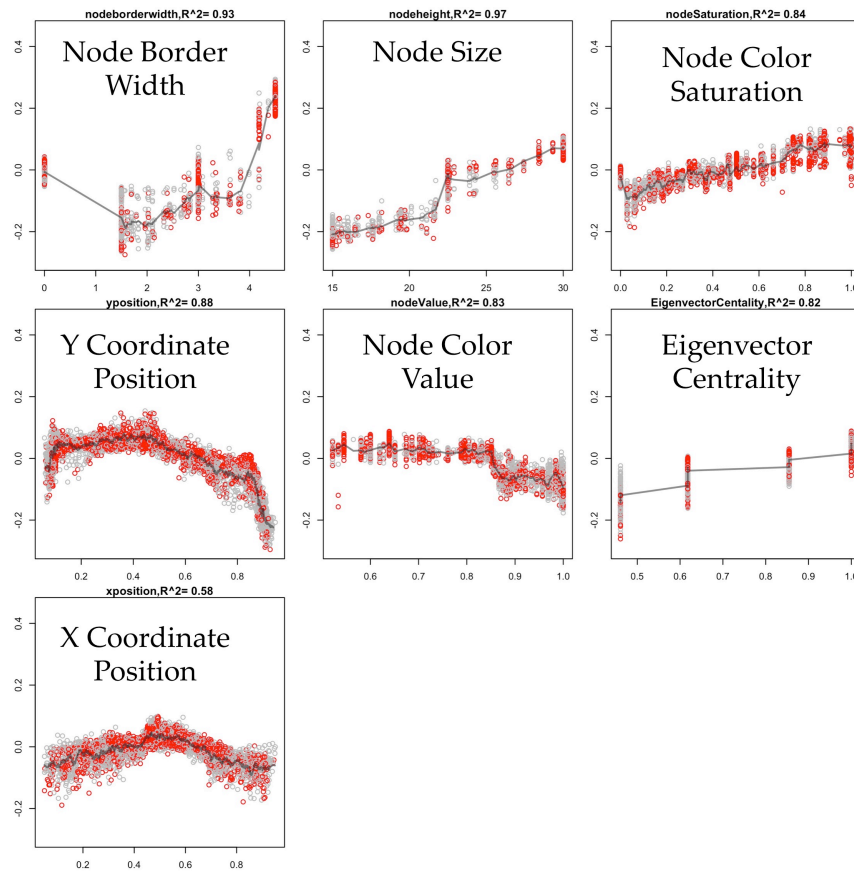 nodeborderwidth,R^2= 0.93
Node Border
Width
0.4
0.2
0.0
-0.2
0 1 2 3 4
nodeheight,R^2= 0.97
Node Size
0.4
0.2
0.0
-0.2
15 20 25 30
nodeSaturation,R^2= 0.84
Node Color
Saturation
0.4
0.2
0.0
-0.2
0.0 0.2 0.4 0.6 0.8 1.0
yposition,R^2= 0.88
Y Coordinate
Position
0.4
0.2
0.0
-0.2
0.2 0.4 0.6 0.8
nodeValue,R^2= 0.83
Node Color
Value
0.4
0.2
0.0
-0.2
0.6 0.7 0.8 0.9 1.0
EigenvectorCentality,R^2= 0.82
Eigenvector
Centrality
0.4
0.2
0.0
-0.2
0.5 0.6 0.7 0.8 0.9 1.0
xposition,R^2= 0.58
X Coordinate
Position
0.4
0.2
0.0
-0.2
0.2 0.4 0.6 0.8